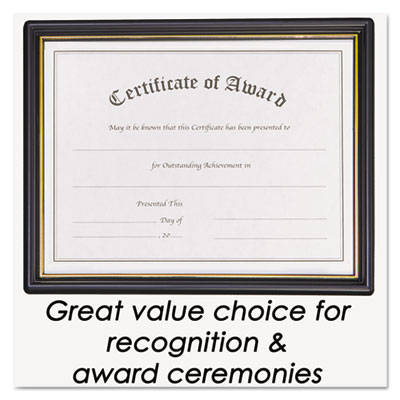 Certificate of Award
May it be known that this Certificate has been presented to
for Outstanding Achievement in
Presented This
Day of
, 20
Great value choice for
recognition &
award ceremonies